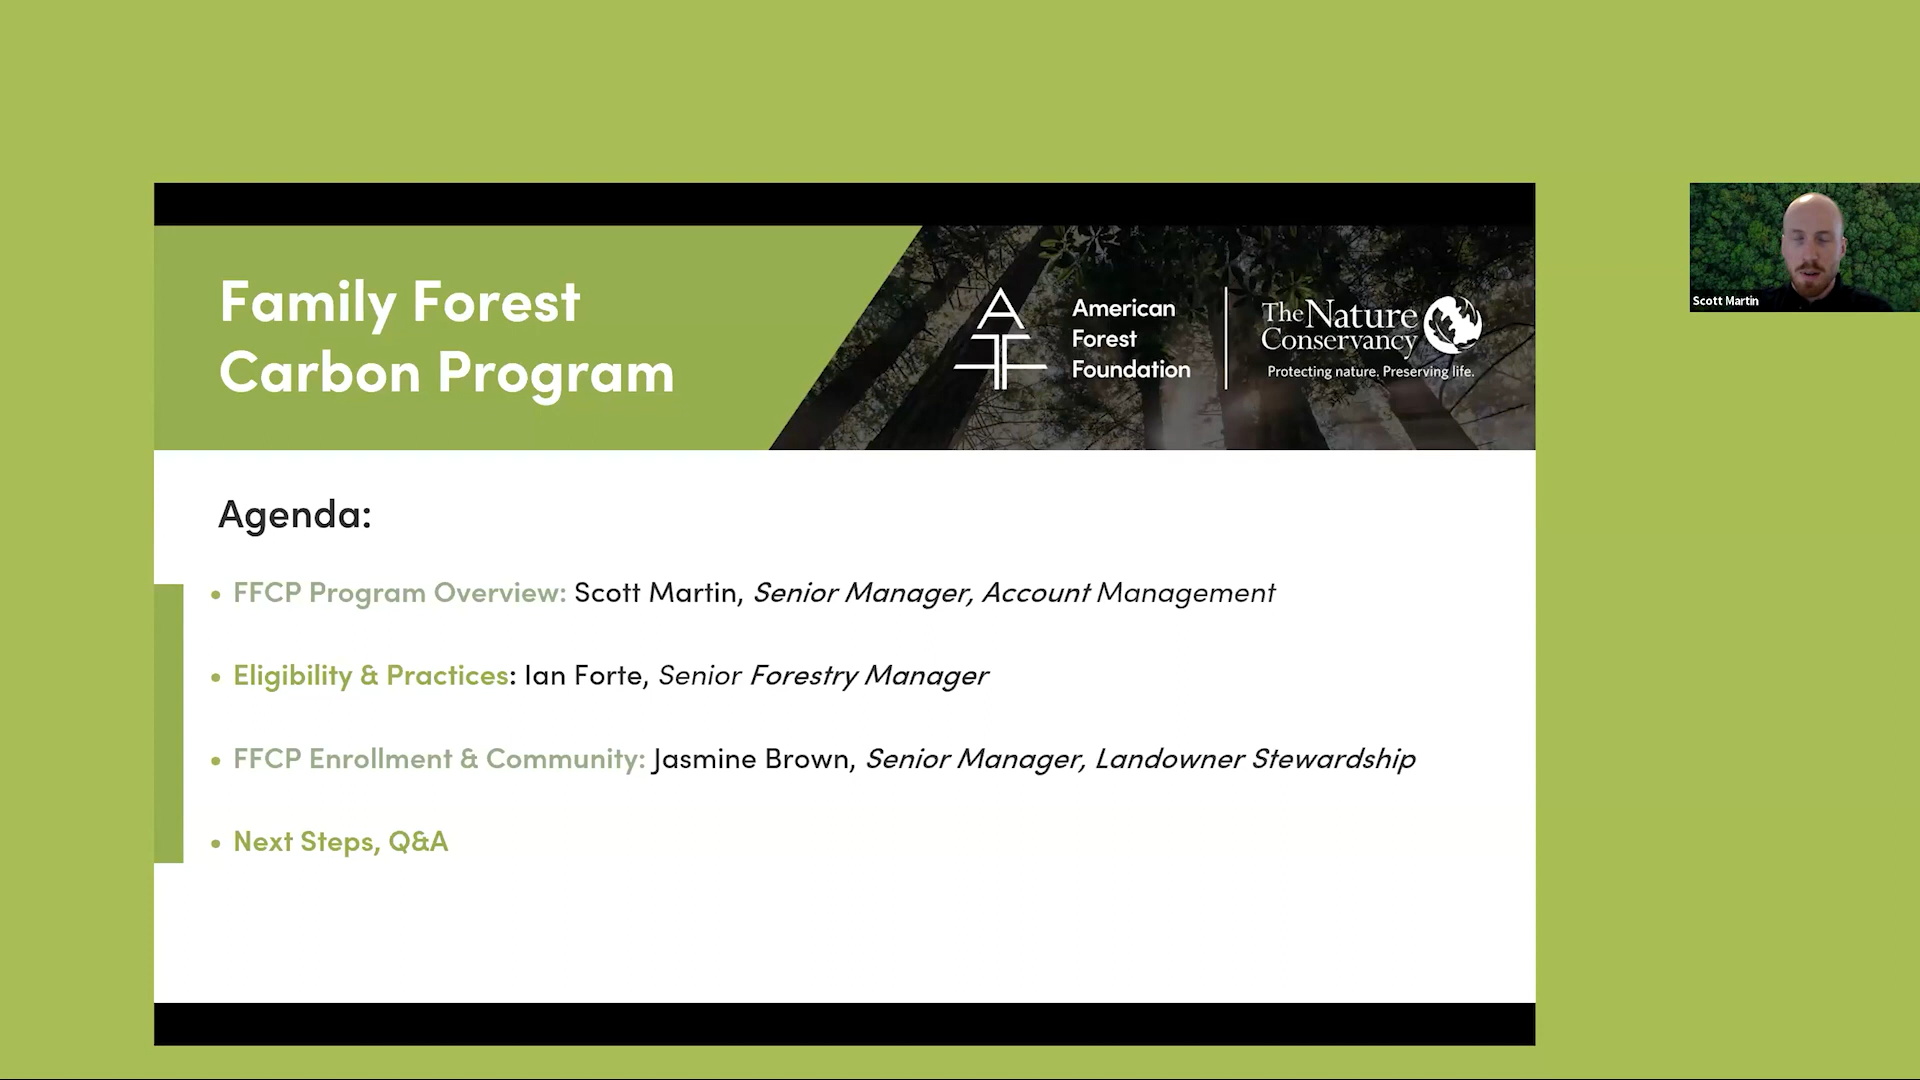 Family Forest
Carbon Program
American
Forest
Foundation
The Nature
Conservancy
Protecting nature. Preserving life.
Scott Martin
Agenda:
• FFCP Program Overview: Scott Martin, Senior Manager, Account Management
• Eligibility & Practices: Ian Forte, Senior Forestry Manager
• FFCP Enrollment & Community: Jasmine Brown, Senior Manager, Landowner Stewardship
• Next Steps, Q&A